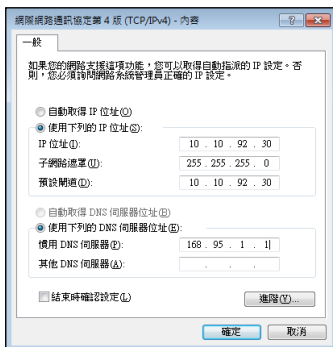 網際網路通訊協定第 4 版 (TCP/IPv4) - 內容
一般
如果您的網路支援這項功能，您可以取得自動指派的 IP 設定。否
則，您必須詢問網路系統管理員正確的 IP 設定。
自動取得 IP 位址(O)
使用下列的 IP 位址(S):
IP 位址(I): 10 . 10 . 92 . 30
子網路遮罩(U): 255 . 255 . 255 . 0
預設閘道(D): 10 . 10 . 92 . 30
自動取得 DNS 伺服器位址(B)
使用下列的 DNS 伺服器位址(E):
慣用 DNS 伺服器(P): 168 . 95 . 1 . 1
其他 DNS 伺服器(A): . . .
結束時確認設定(L)
進階(V)...
確定 取消